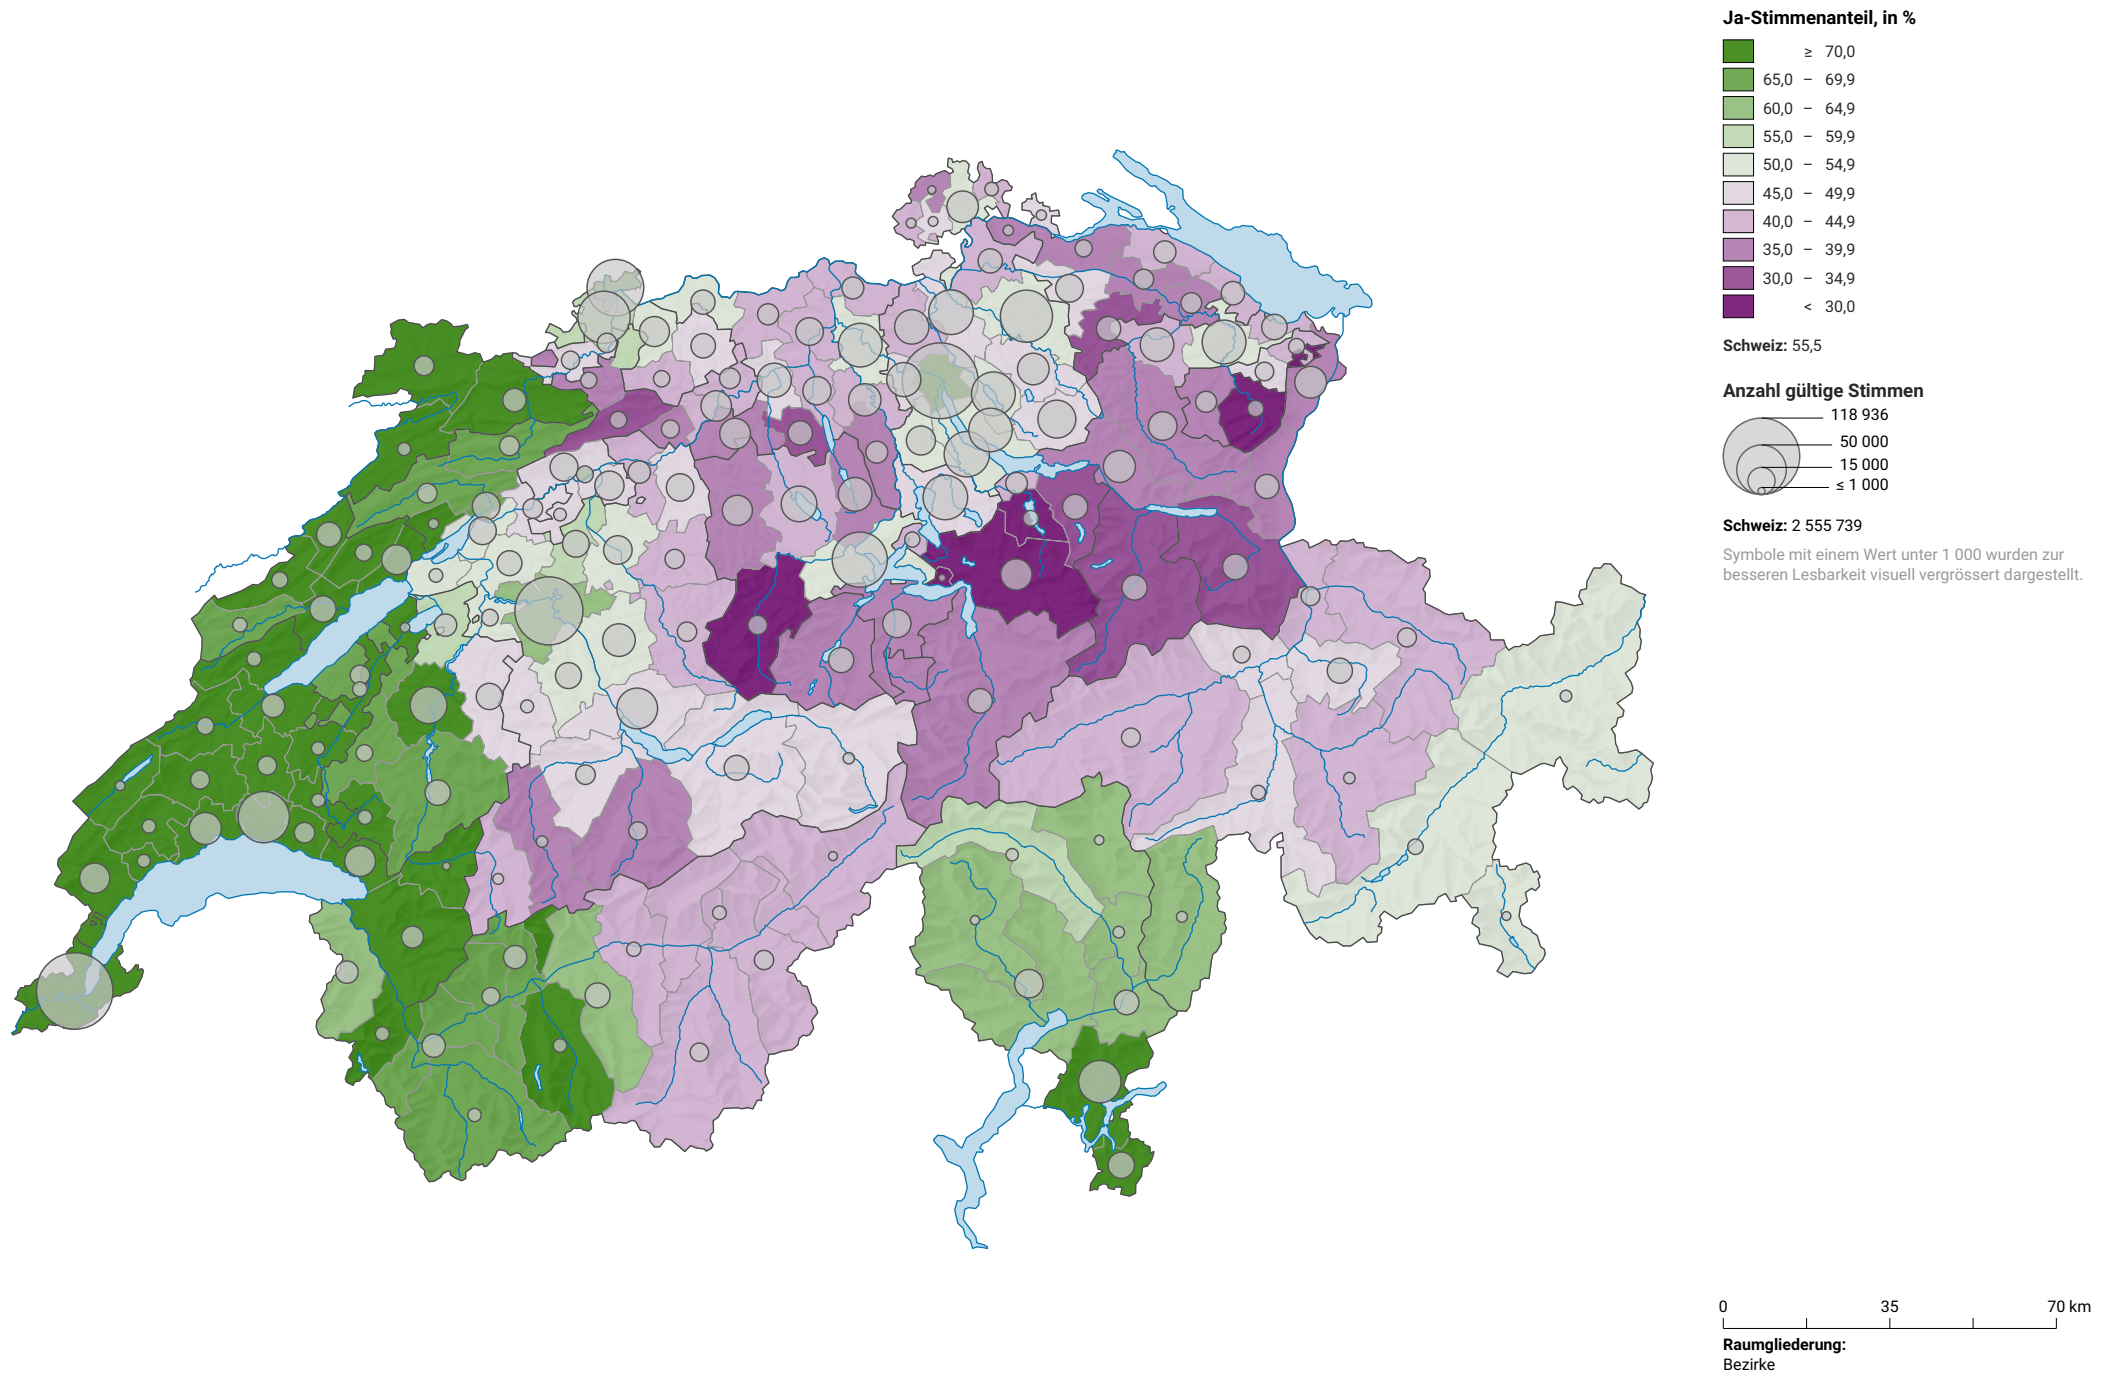 Ja-Stimmenanteil, in %
≥ 70,0
65,0 – 69,9
60,0 – 64,9
55,0 – 59,9
50,0 – 54,9
45,0 – 49,9
40,0 – 44,9
35,0 – 39,9
30,0 – 34,9
< 30,0
Schweiz: 55,5
Anzahl gültige Stimmen
118 936
50 000
15 000
≤ 1 000
Schweiz: 2 555 739
Symbole mit einem Wert unter 1 000 wurden zur
besseren Lesbarkeit visuell vergrössert dargestellt.
0 35 70 km
Raumgliederung:
Bezirke